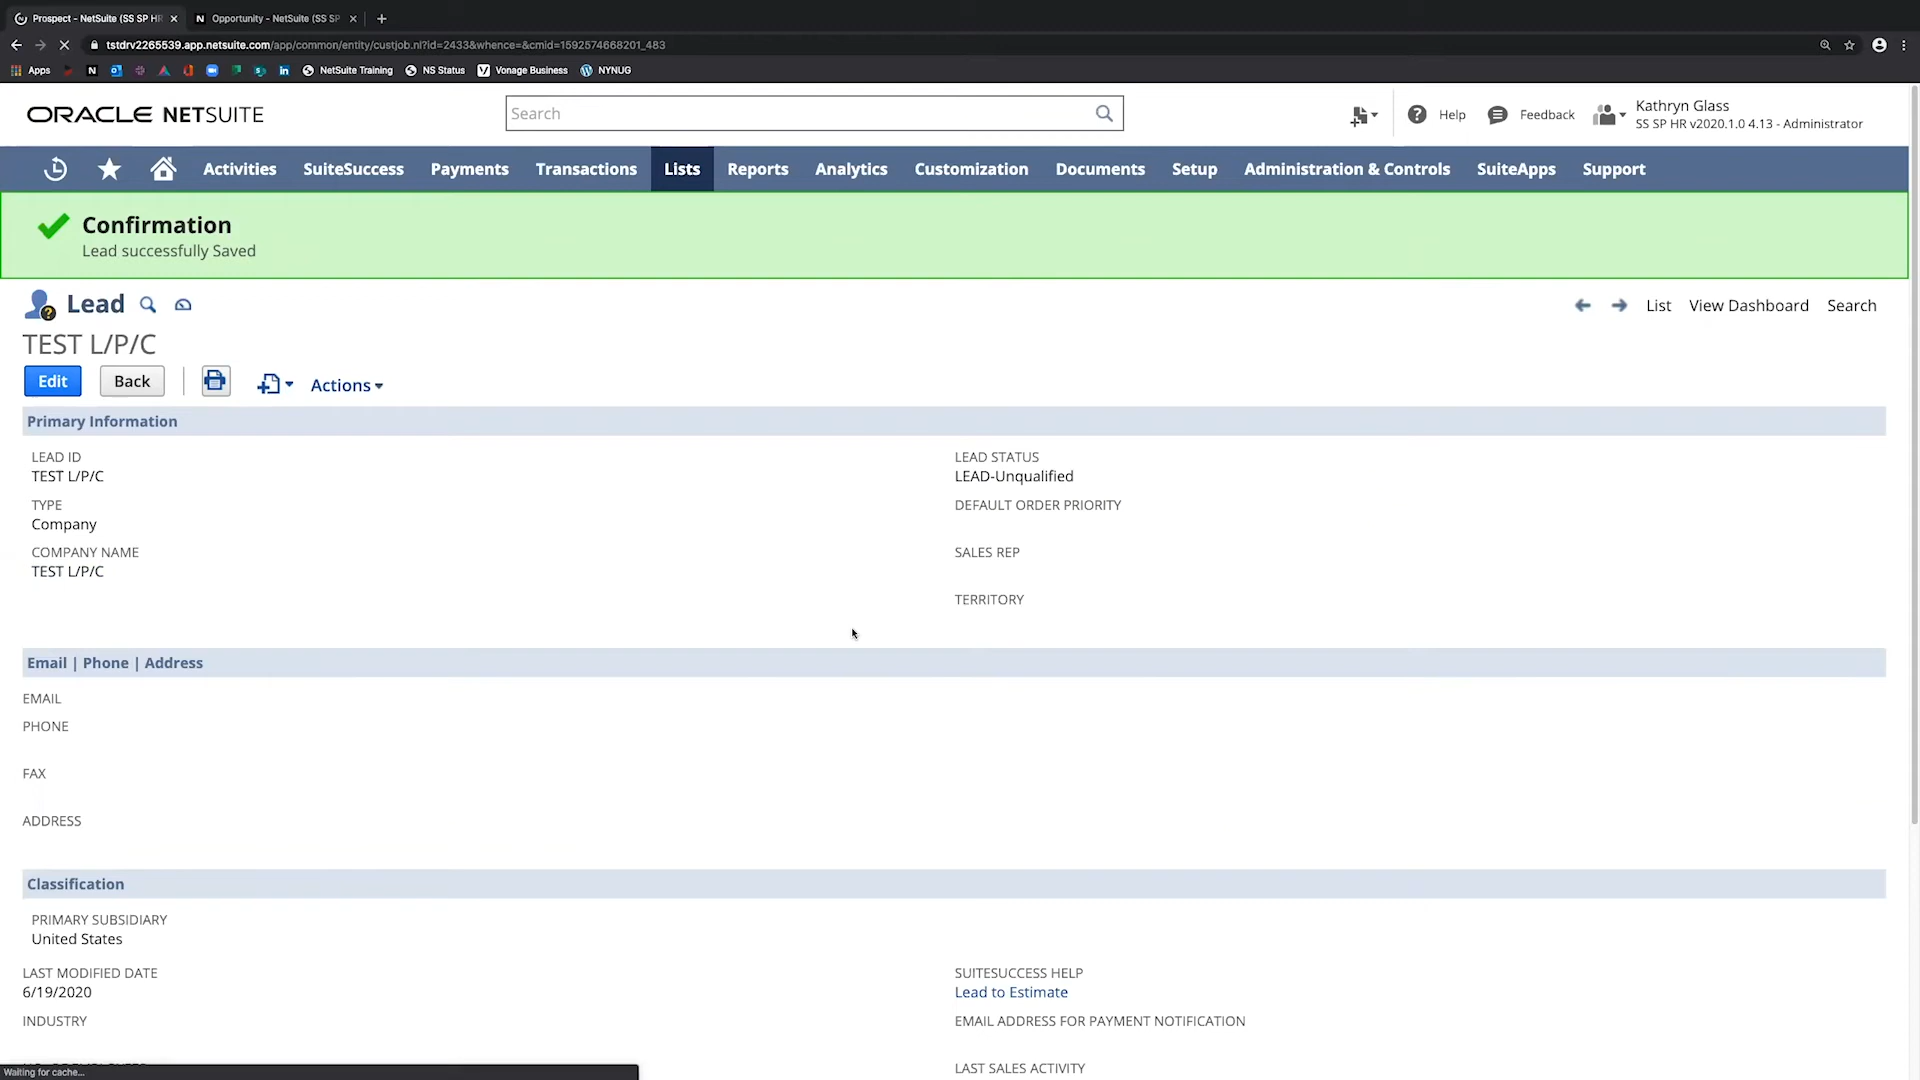 Prospect - NetSuite (SS SP HR
Opportunity - NetSuite (SS SP
tstdrv2265539.app.netsuite.com/app/common/entity/custjob.nl?id=2433&whence=&cmid=1592574668201_483
Apps
NetSuite Training
NS Status
Vonage Business
NYNUG
ORACLE NETSUITE
Search
Help
Feedback
Kathryn Glass
SS SP HR v2020.1.0 4.13 - Administrator
Activities
SuiteSuccess
Payments
Transactions
Lists
Reports
Analytics
Customization
Documents
Setup
Administration & Controls
SuiteApps
Support
Confirmation
Lead successfully Saved
Lead
List
View Dashboard
Search
TEST L/P/C
Edit
Back
Actions
Primary Information
LEAD ID
TEST L/P/C
TYPE
Company
COMPANY NAME
TEST L/P/C
LEAD STATUS
LEAD-Unqualified
DEFAULT ORDER PRIORITY
SALES REP
TERRITORY
Email | Phone | Address
EMAIL
PHONE
FAX
ADDRESS
Classification
PRIMARY SUBSIDIARY
United States
LAST MODIFIED DATE
6/19/2020
INDUSTRY
SUITESUCCESS HELP
Lead to Estimate
EMAIL ADDRESS FOR PAYMENT NOTIFICATION
LAST SALES ACTIVITY
Waiting for cache...